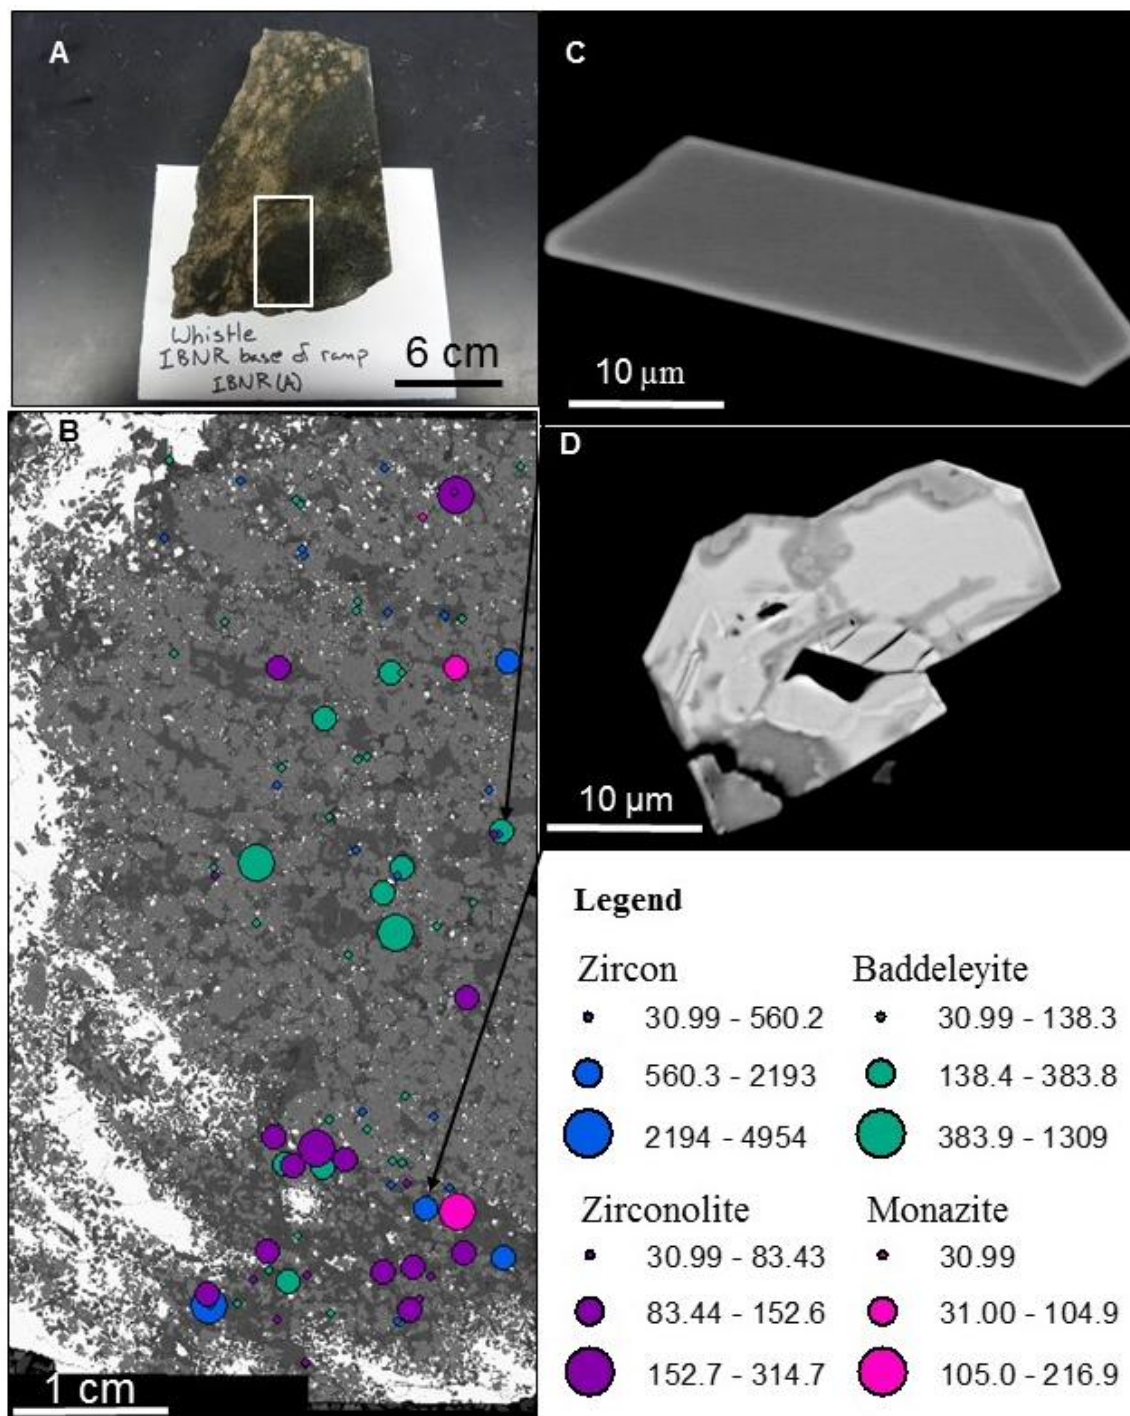 A
Whistle
IBNR base of ramp
IBNR(A)
6 cm
C
10 µm
B
1 cm
D
10 µm
Legend
Zircon
30.99 - 560.2
560.3 - 2193
2194 - 4954
Baddeleyite
30.99 - 138.3
138.4 - 383.8
383.9 - 1309
Zirconolite
30.99 - 83.43
83.44 - 152.6
152.7 - 314.7
Monazite
30.99
31.00 - 104.9
105.0 - 216.9